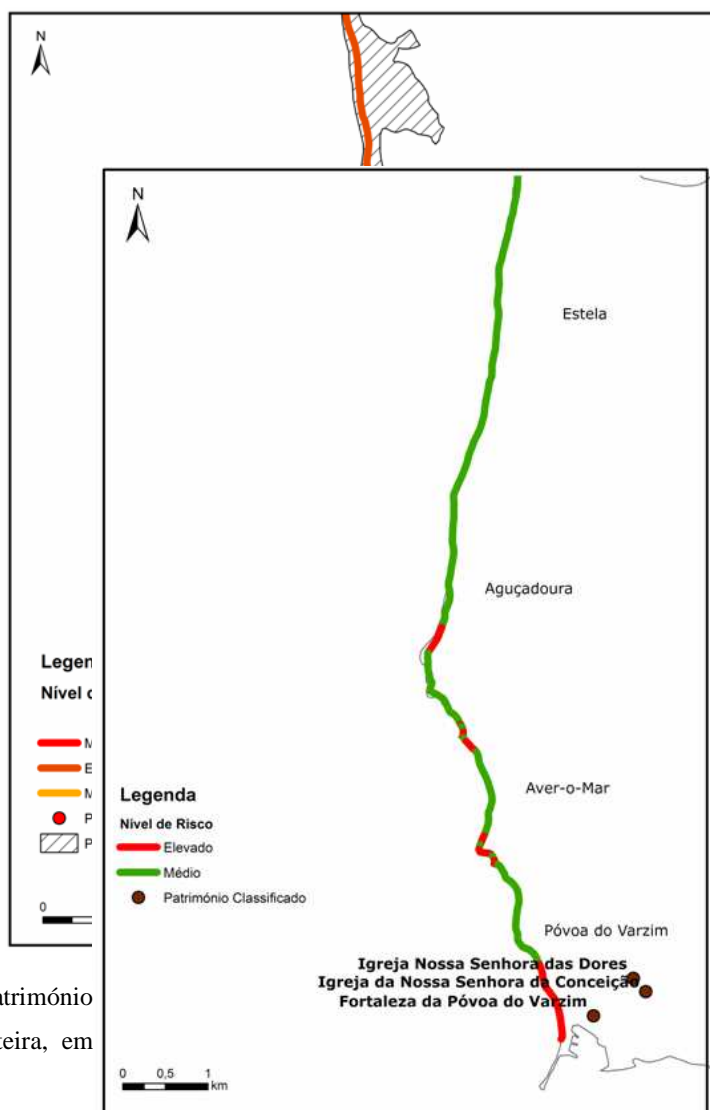 N
N
Estela
Aguçadoura
Legen
Nível d
M
E
M
P
P
0
Aver-o-Mar
Legenda
Nível de Risco
Elevado
Médio
Património Classificado
Póvoa do Varzim
Igreja Nossa Senhora das Dores
Igreja da Nossa Senhora da Conceição
Fortaleza da Póvoa do Varzim
atrimónio
teira, em
0 0,5 1
km